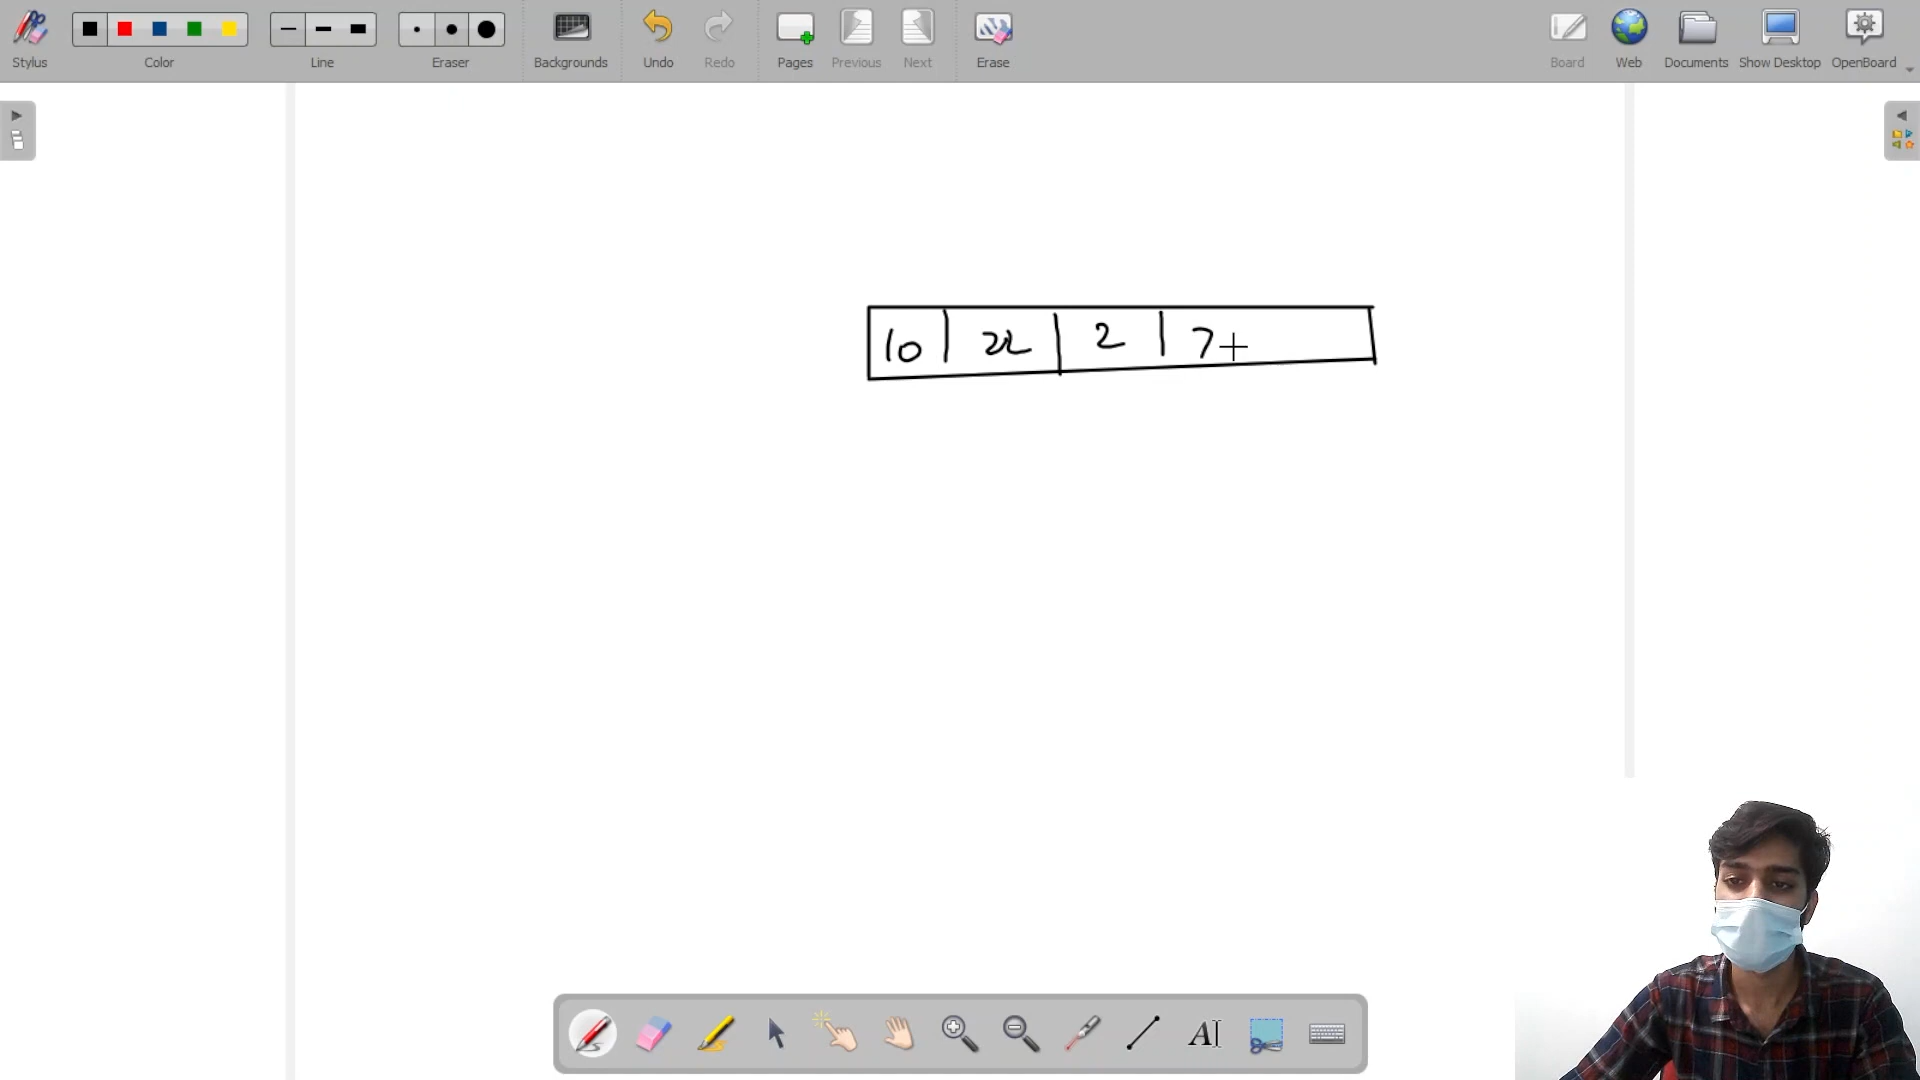 Stylus Color Line Eraser Backgrounds Undo Redo Pages Previous Next Erase Board Web Documents Show Desktop OpenBoard
10 | 22 | 2 | 7